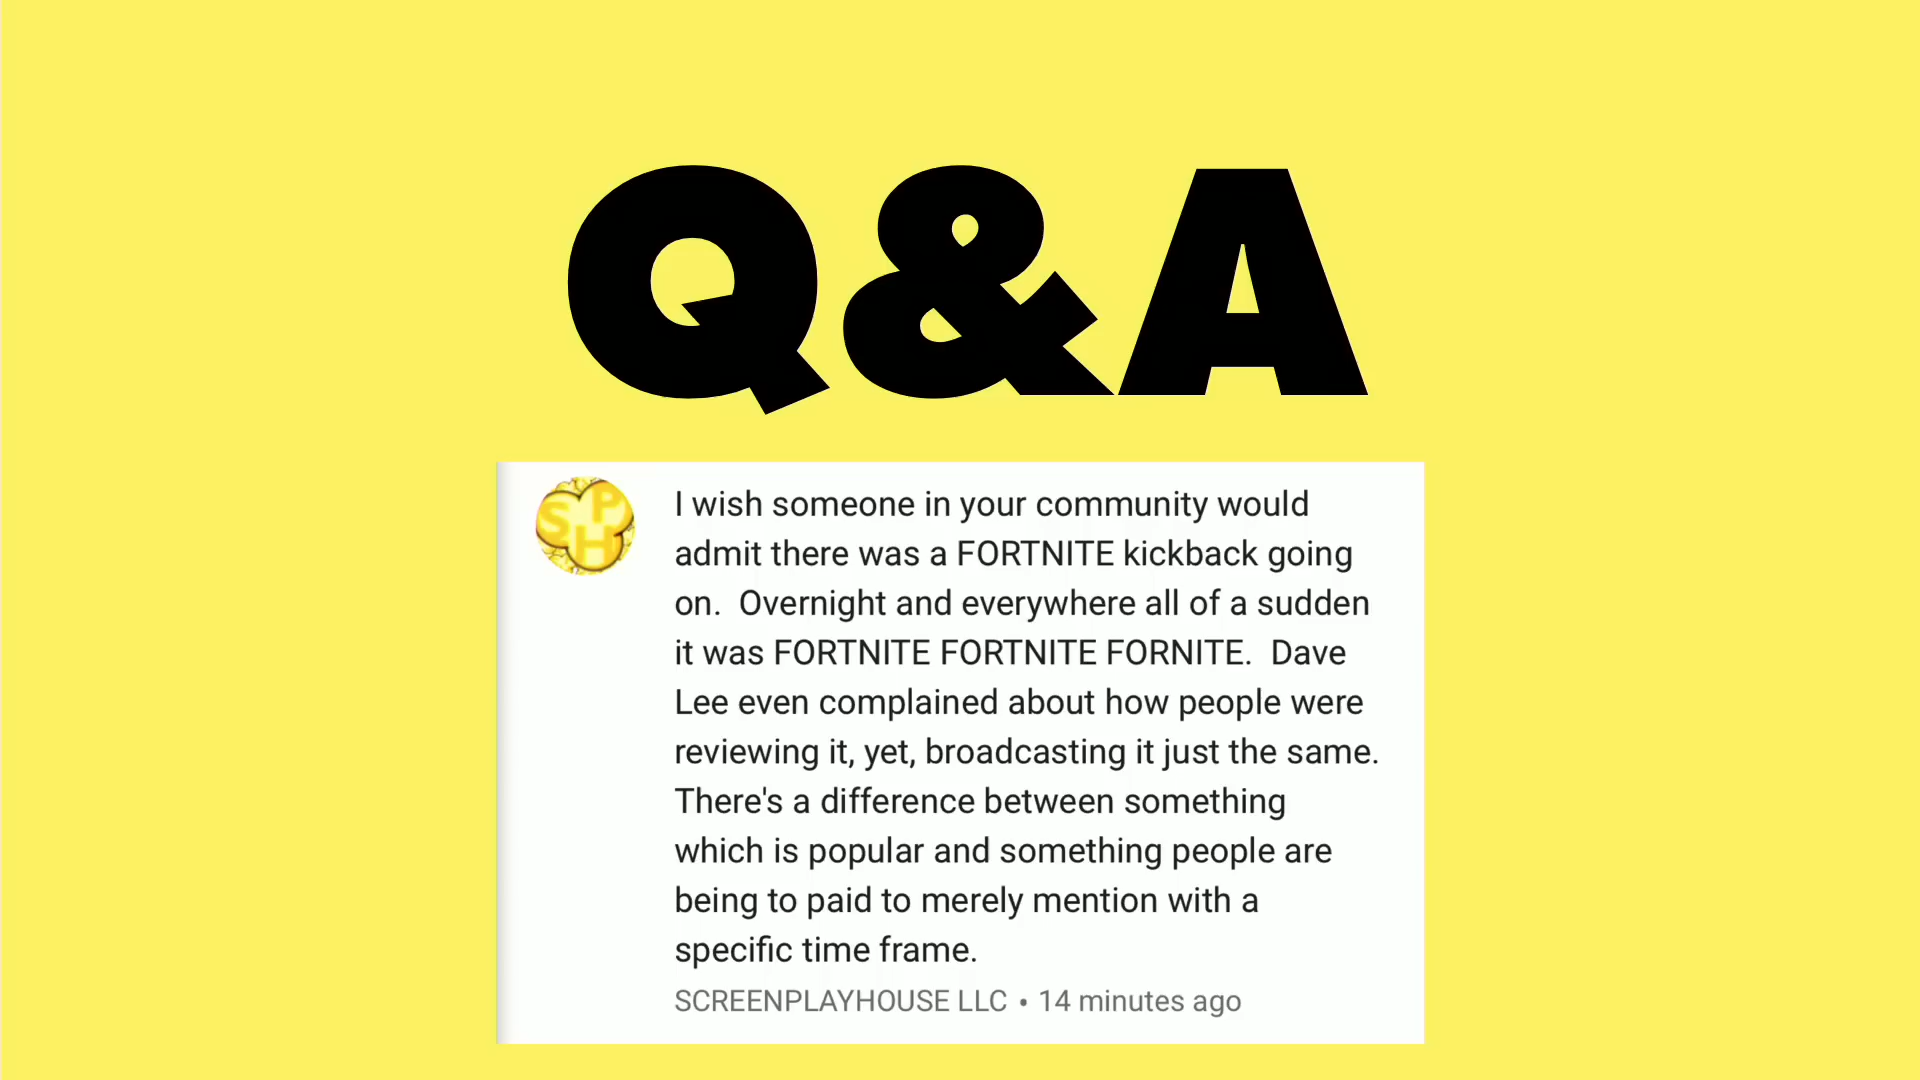 Q&A
S P H
I wish someone in your community would
admit there was a FORTNITE kickback going
on.  Overnight and everywhere all of a sudden
it was FORTNITE FORTNITE FORNITE.  Dave
Lee even complained about how people were
reviewing it, yet, broadcasting it just the same.
There's a difference between something
which is popular and something people are
being to paid to merely mention with a
specific time frame.
SCREENPLAYHOUSE LLC • 14 minutes ago